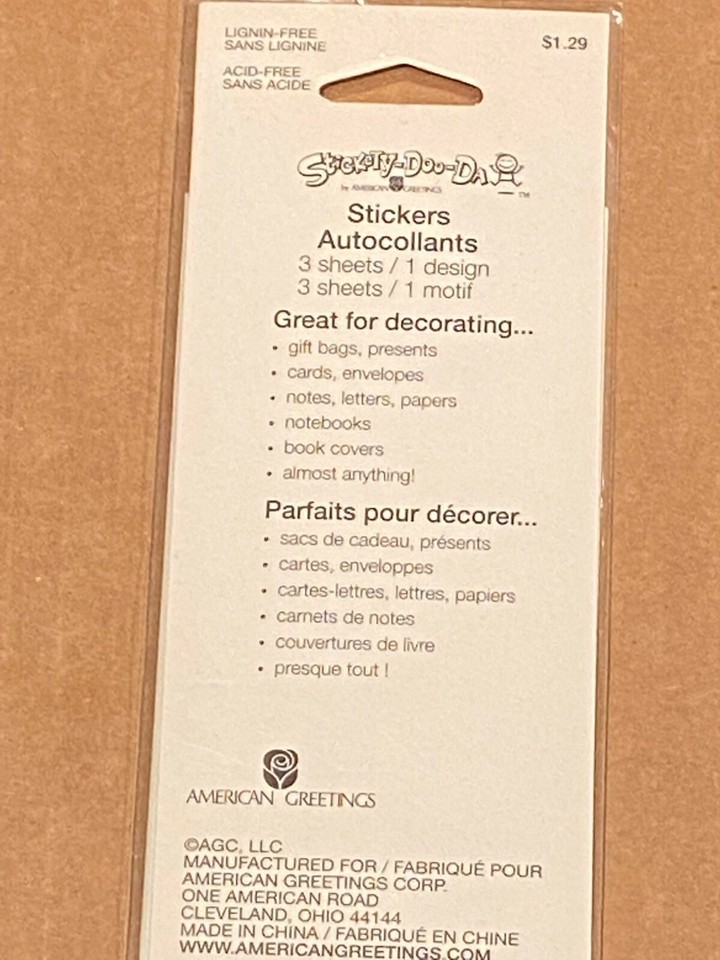 LIGNIN-FREE
SANS LIGNINE
$1.29
ACID-FREE
SANS ACIDE
STICKETY-DOO-DA
by AMERICAN GREETINGS
TM
Stickers
Autocollants
3 sheets / 1 design
3 sheets / 1 motif
Great for decorating...
• gift bags, presents
• cards, envelopes
• notes, letters, papers
• notebooks
• book covers
• almost anything!
Parfaits pour décorer...
• sacs de cadeau, présents
• cartes, enveloppes
• cartes-lettres, lettres, papiers
• carnets de notes
• couvertures de livre
• presque tout !
AMERICAN GREETINGS
©AGC, LLC
MANUFACTURED FOR / FABRIQUÉ POUR
AMERICAN GREETINGS CORP.
ONE AMERICAN ROAD
CLEVELAND, OHIO 44144
MADE IN CHINA / FABRIQUÉ EN CHINE
WWW.AMERICANGREETINGS.COM